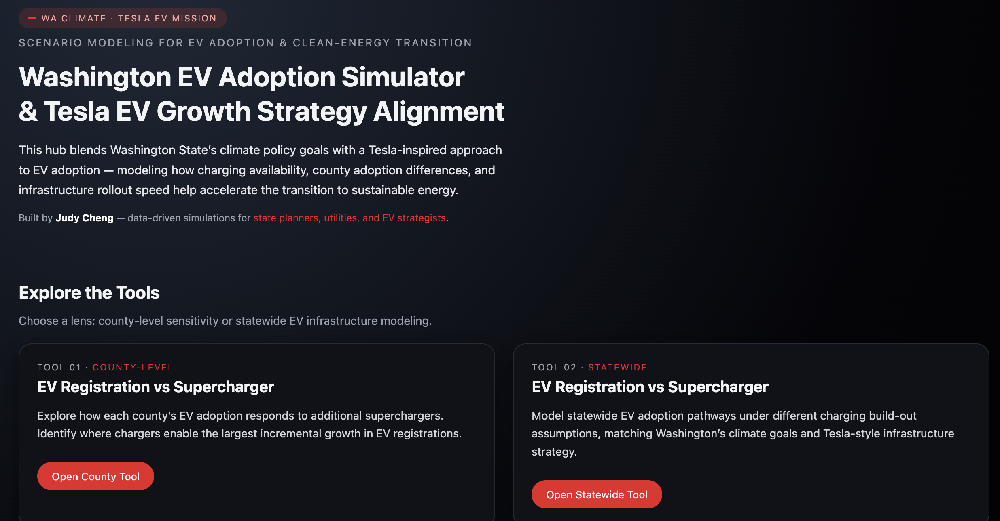 WA CLIMATE · TESLA EV MISSION
SCENARIO MODELING FOR EV ADOPTION & CLEAN-ENERGY TRANSITION
Washington EV Adoption Simulator
& Tesla EV Growth Strategy Alignment
This hub blends Washington State’s climate policy goals with a Tesla-inspired approach
to EV adoption — modeling how charging availability, county adoption differences, and
infrastructure rollout speed help accelerate the transition to sustainable energy.
Built by Judy Cheng — data-driven simulations for state planners, utilities, and EV strategists.
Explore the Tools
Choose a lens: county-level sensitivity or statewide EV infrastructure modeling.
TOOL 01 · COUNTY-LEVEL
EV Registration vs Supercharger
Explore how each county’s EV adoption responds to additional superchargers.
Identify where chargers enable the largest incremental growth in EV registrations.
Open County Tool
TOOL 02 · STATEWIDE
EV Registration vs Supercharger
Model statewide EV adoption pathways under different charging build-out
assumptions, matching Washington’s climate goals and Tesla-style infrastructure
strategy.
Open Statewide Tool